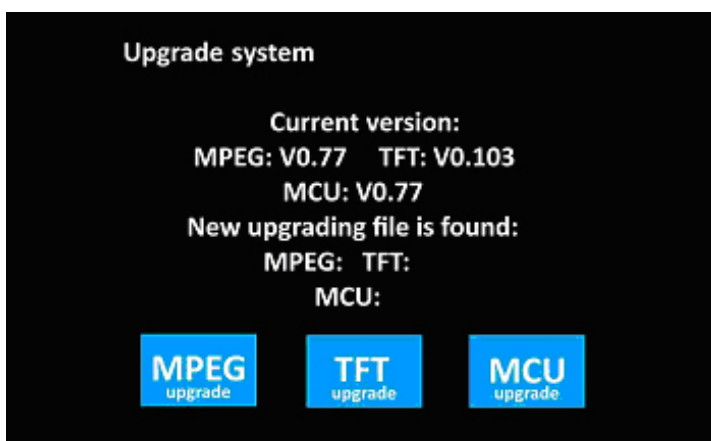 Upgrade system
Current version:
MPEG: V0.77 TFT: V0.103
MCU: V0.77
New upgrading file is found:
MPEG: TFT:
MCU:
MPEG TFT MCU
upgrade upgrade upgrade